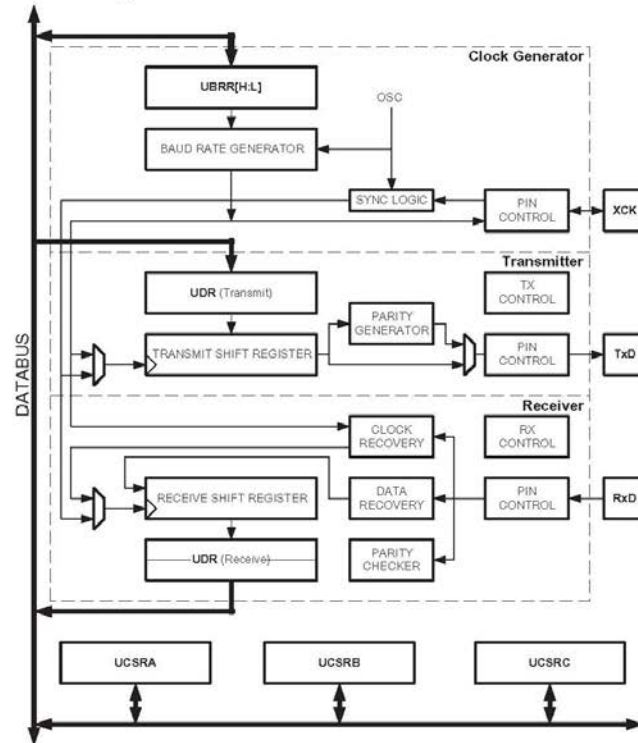 Clock Generator
UBRR[H:L]
OSC
BAUD RATE GENERATOR
SYNC LOGIC
PIN
CONTROL
XCK
Transmitter
UDR (Transmit)
TX
CONTROL
PARITY
GENERATOR
TRANSMIT SHIFT REGISTER
PIN
CONTROL
TxD
DATABUS
Receiver
CLOCK
RECOVERY
RX
CONTROL
RECEIVE SHIFT REGISTER
DATA
RECOVERY
PIN
CONTROL
RxD
UDR (Receive)
PARITY
CHECKER
UCSRA
UCSRB
UCSRC